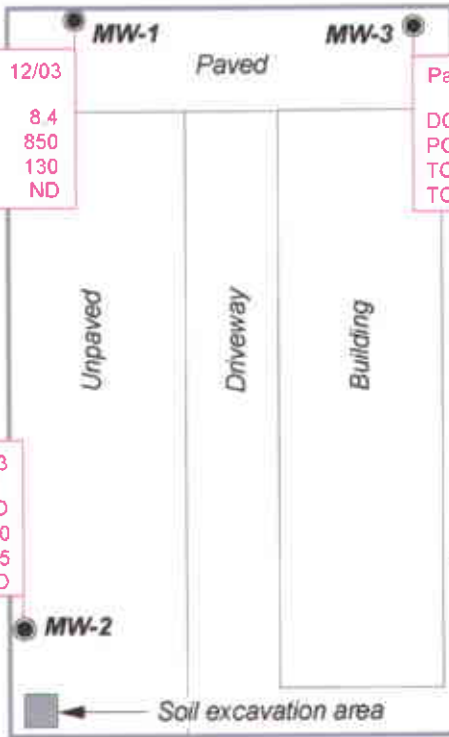 MW-1
MW-3
Paved
12/03
8.4
850
130
ND
Unpaved
Driveway
Building
MW-2
Soil excavation area